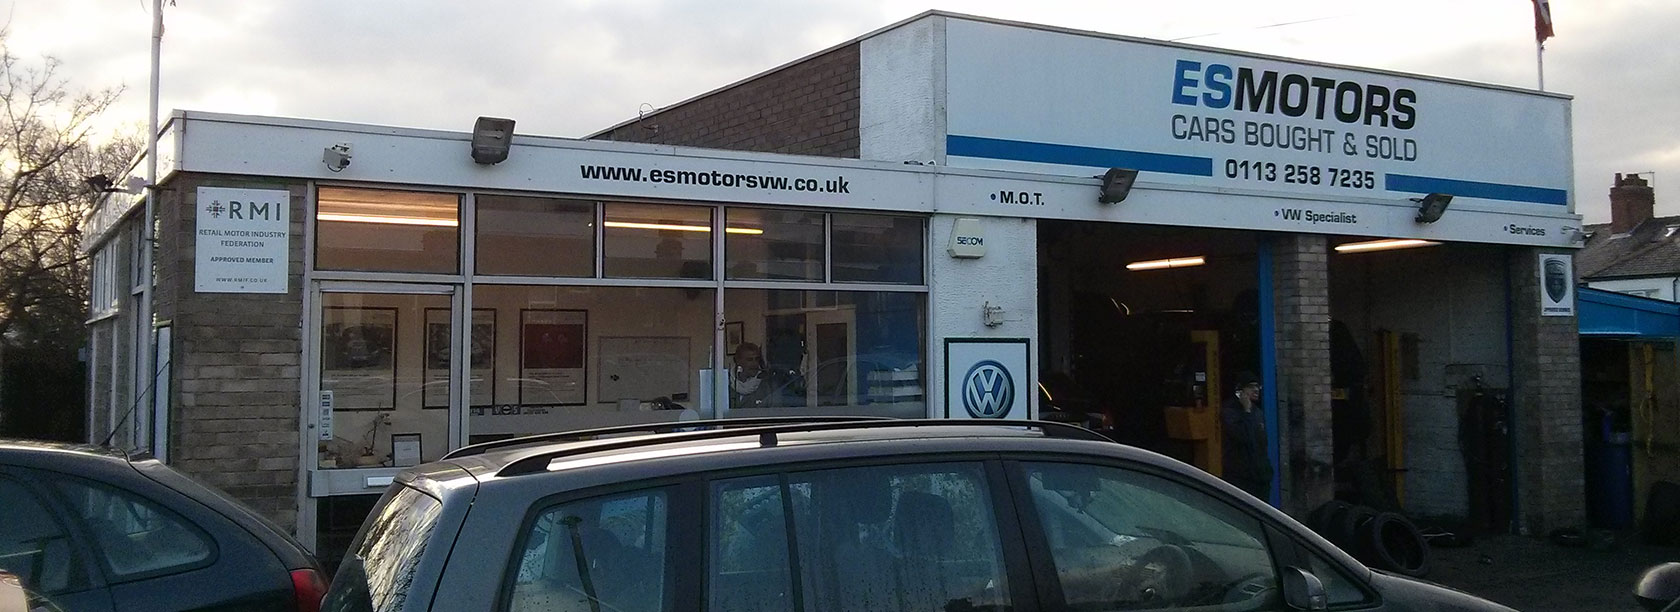 ESMOTORS
CARS BOUGHT & SOLD
0113 258 7235
www.esmotorsvw.co.uk
• M.O.T.
• VW Specialist
• Services
RMI
RETAIL MOTOR INDUSTRY
FEDERATION
APPROVED MEMBER
WWW.RMIF.CO.UK
SECOM
VW